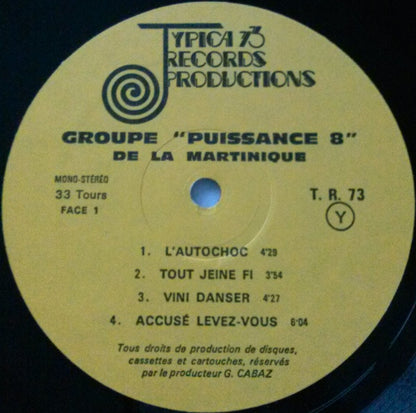 TYPICA 73
RECORDS
PRODUCTIONS
GROUPE "PUISSANCE 8"
DE LA MARTINIQUE
MONO-STÉRÉO
33 Tours
FACE 1
T. R. 73
Y
1. L'AUTOCHOC 4'29
2. TOUT JEINE FI 3'54
3. VINI DANSER 4'27
4. ACCUSÉ LEVEZ-VOUS 6'04
Tous droits de production de disques,
cassettes et cartouches, réservés
par le producteur G. CABAZ